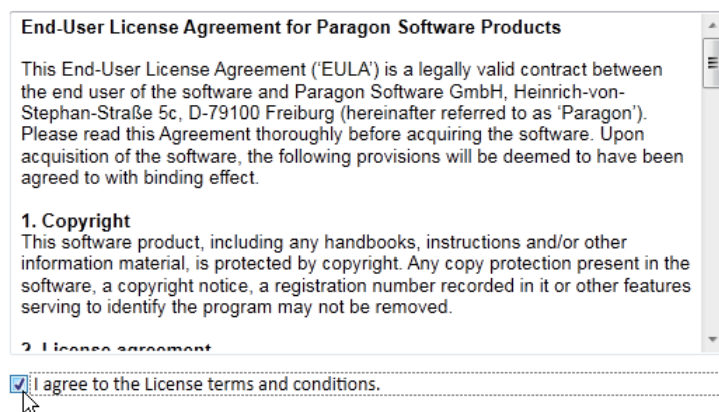 End-User License Agreement for Paragon Software Products
This End-User License Agreement (‘EULA’) is a legally valid contract between
the end user of the software and Paragon Software GmbH, Heinrich-von-
Stephan-Straße 5c, D-79100 Freiburg (hereinafter referred to as ‘Paragon’).
Please read this Agreement thoroughly before acquiring the software. Upon
acquisition of the software, the following provisions will be deemed to have been
agreed to with binding effect.
1. Copyright
This software product, including any handbooks, instructions and/or other
information material, is protected by copyright. Any copy protection present in the
software, a copyright notice, a registration number recorded in it or other features
serving to identify the program may not be removed.
2. License agreement
I agree to the License terms and conditions.